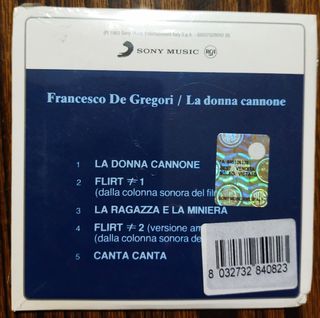 SONY MUSIC
RCA
Francesco De Gregori / La donna cannone
1 LA DONNA CANNONE
2 FLIRT ≠ 1
(dalla colonna sonora del fil
3 LA RAGAZZA E LA MINIERA
4 FLIRT ≠ 2 (versione am
(dalla colonna sonora de
5 CANTA CANTA
8 032732 840823